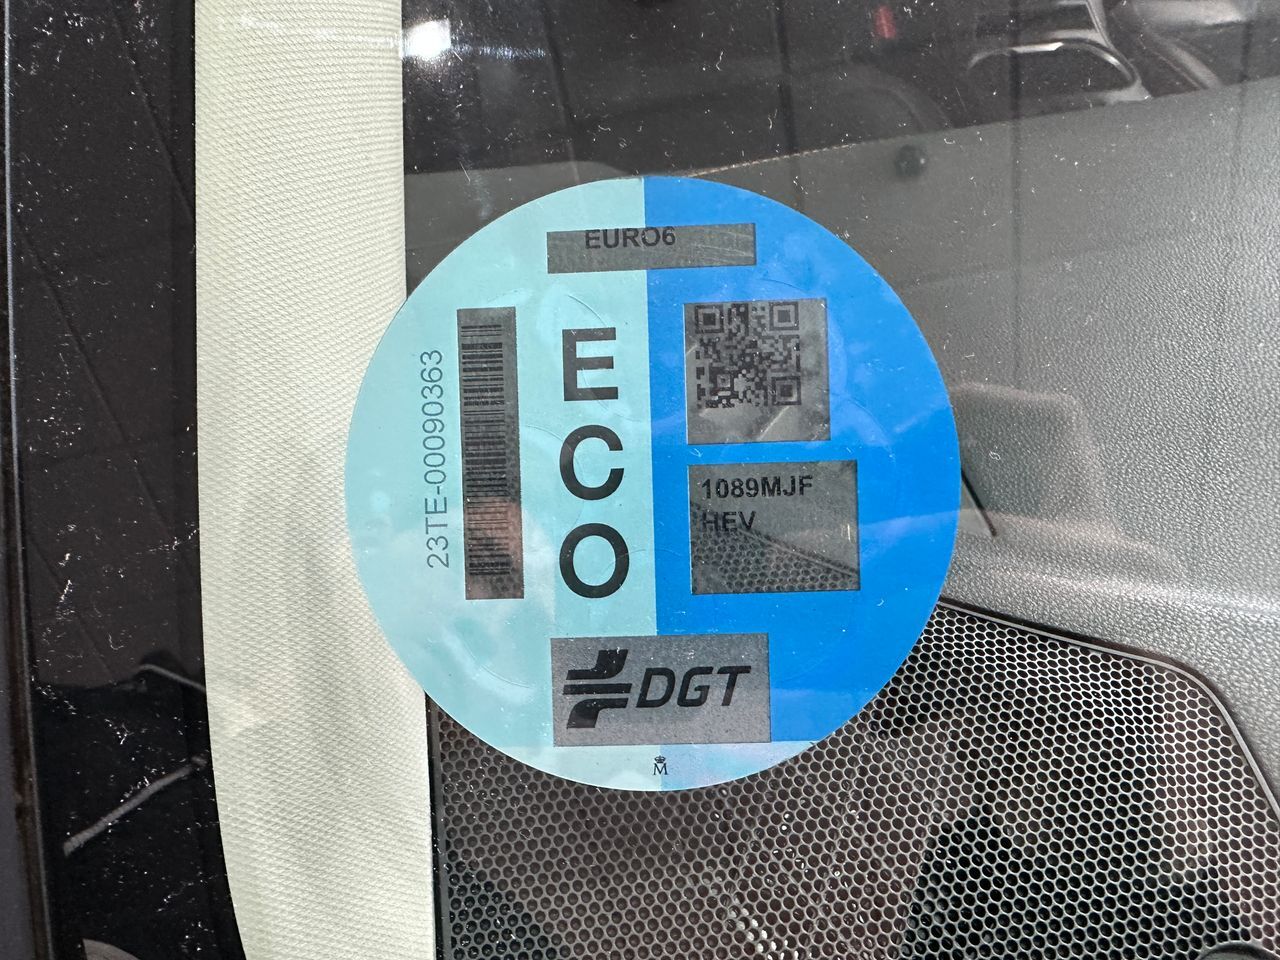 EURO6
23TE-00090363
ECO
1089MJF
HEV
DGT
M